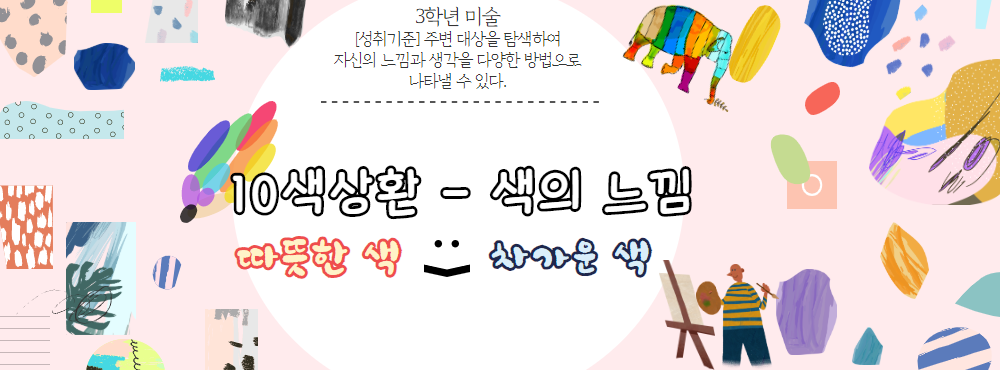 3학년 미술
[성취기준] 주변 대상을 탐색하여
자신의 느낌과 생각을 다양한 방법으로
나타낼 수 있다.
10색상환 - 색의 느낌
따뜻한 색 차가운 색